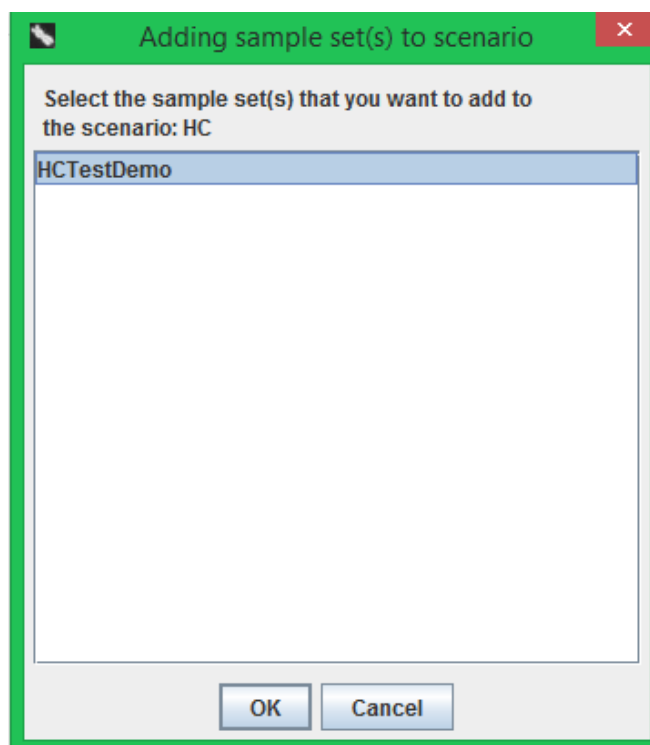 Adding sample set(s) to scenario
Select the sample set(s) that you want to add to
the scenario: HC
HCTestDemo
OK Cancel